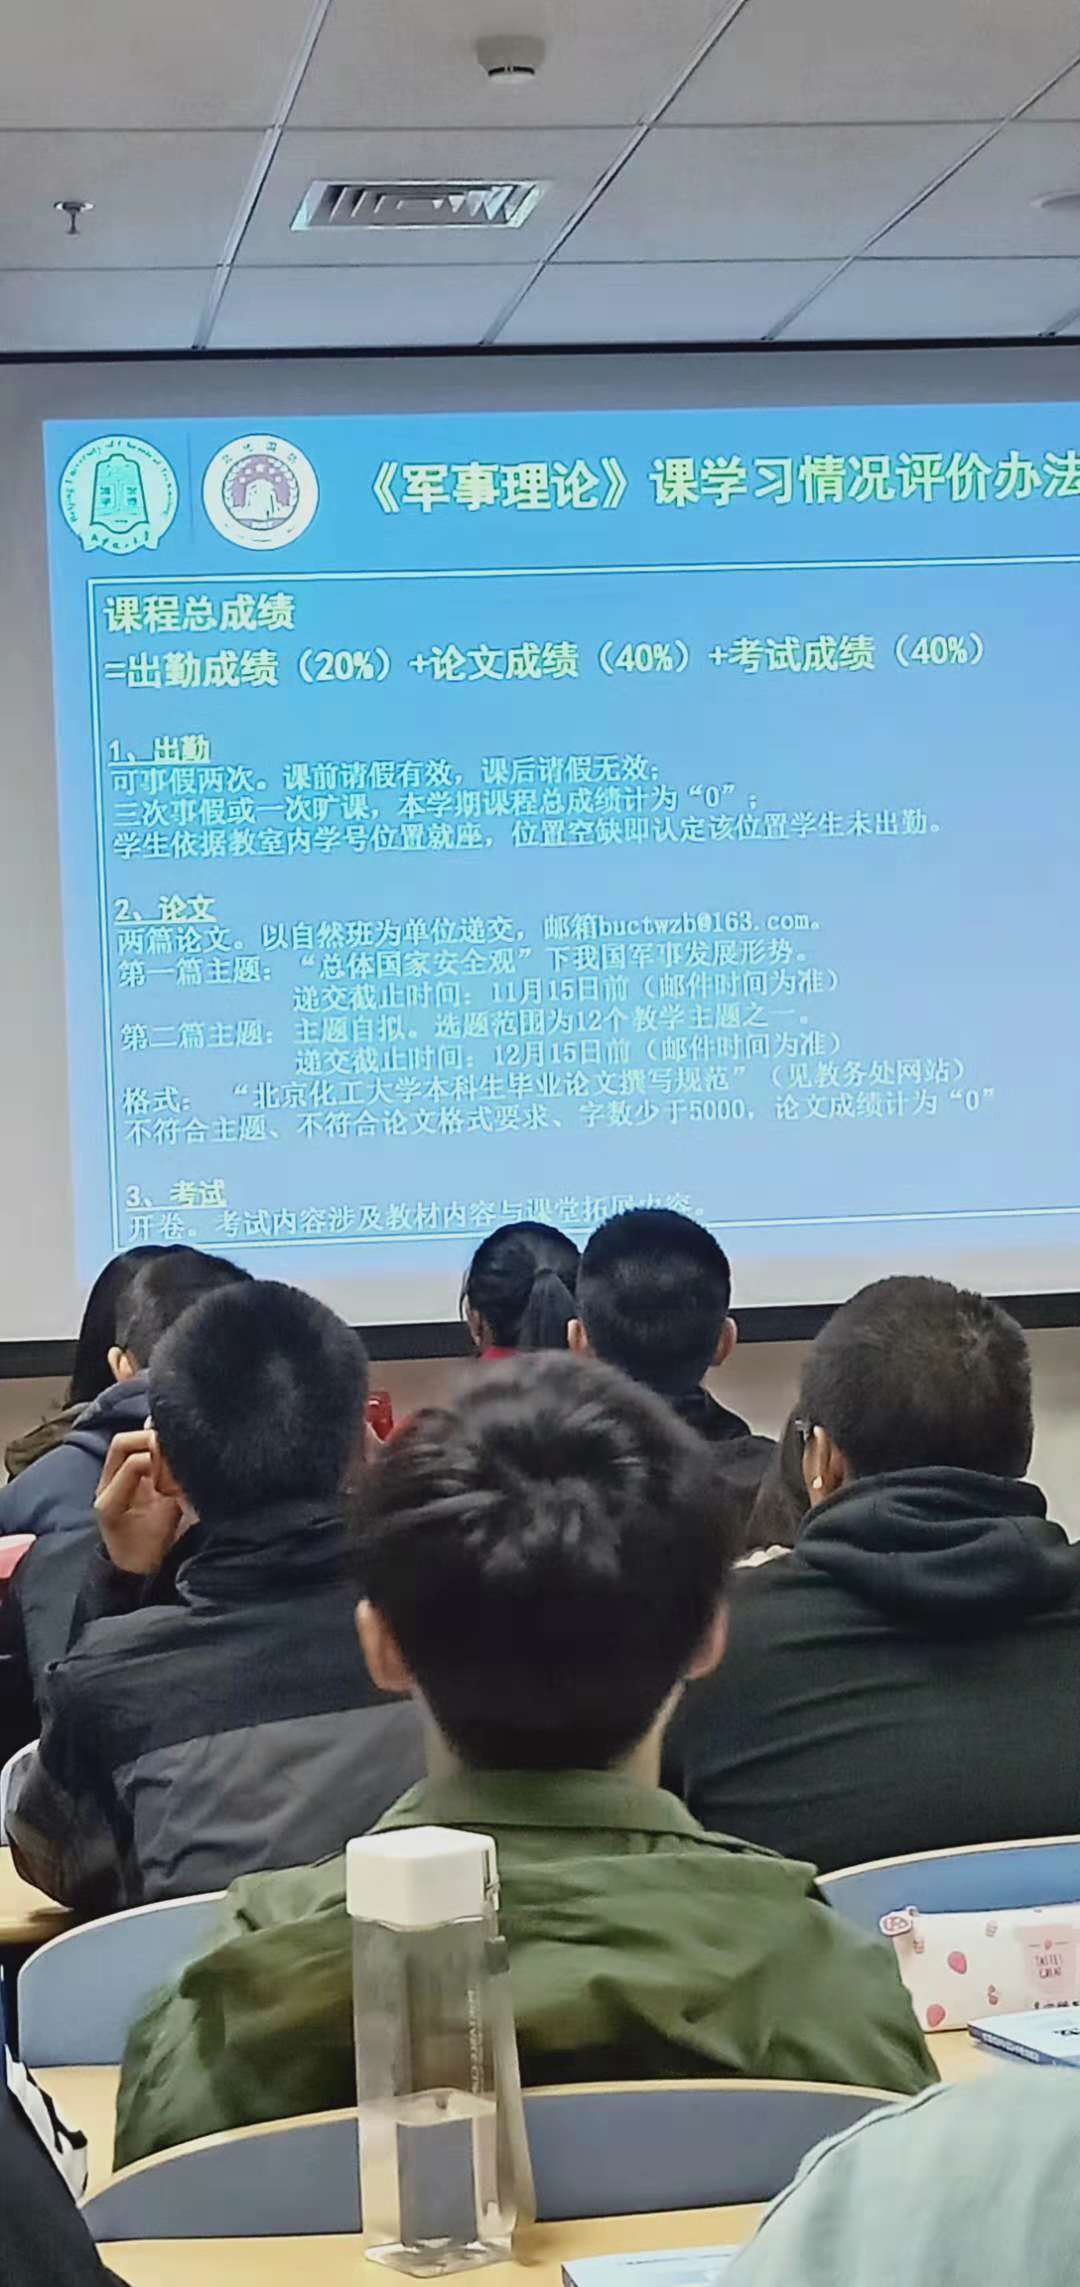 《军事理论》课学习情况评价办法
课程总成绩
=出勤成绩（20%）+论文成绩（40%）+考试成绩（40%）
1、出勤
可事假两次。课前请假有效，课后请假无效；
三次事假或一次旷课，本学期课程总成绩计为“0”；
学生依据教室内学号位置就座，位置空缺即认定该位置学生未出勤。
2、论文
两篇论文。以自然班为单位递交，邮箱buctwzb@163.com。
第一篇主题：“总体国家安全观”下我国军事发展形势。
递交截止时间：11月15日前（邮件时间为准）
第二篇主题：主题自拟。选题范围为12个教学主题之一。
递交截止时间：12月15日前（邮件时间为准）
格式：“北京化工大学本科生毕业论文撰写规范”（见教务处网站）
不符合主题、不符合论文格式要求、字数少于5000，论文成绩计为“0”
3、考试
开卷。考试内容涉及教材内容与课堂拓展内容。
TASTE!
GREAT